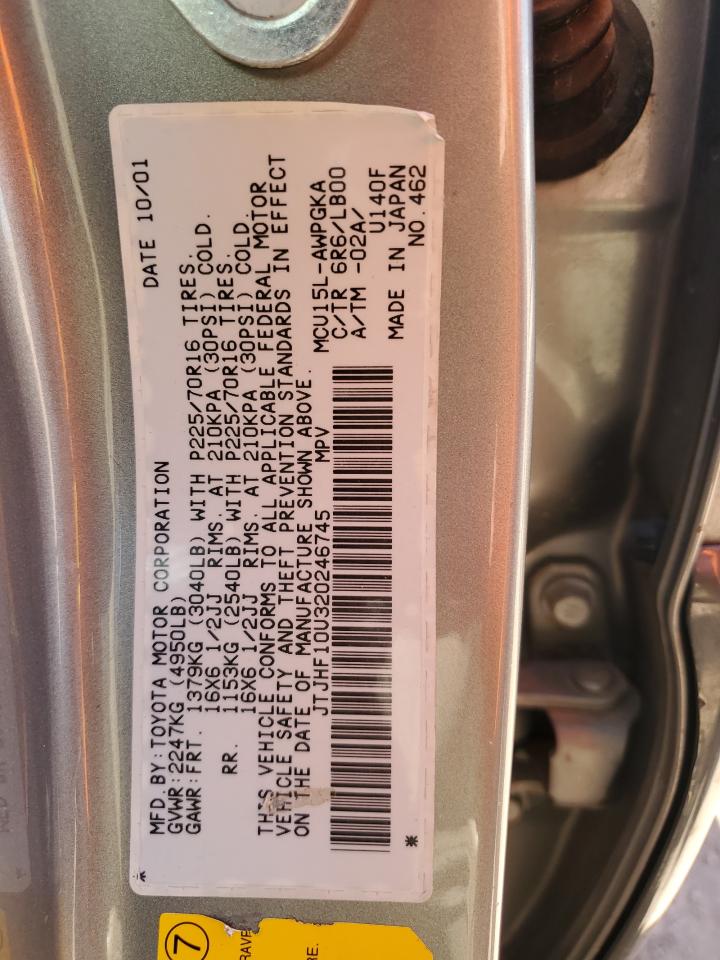 MFD. BY: TOYOTA MOTOR CORPORATION DATE 10/01
GVWR: 2247KG (4950LB)
GAWR: FRT. 1379KG (3040LB) WITH P225/70R16 TIRES.
16X6 1/2JJ RIMS. AT 210KPA (30PSI) COLD.
RR. 1153KG (2540LB) WITH P225/70R16 TIRES.
16X6 1/2JJ RIMS. AT 210KPA (30PSI) COLD.
THIS VEHICLE CONFORMS TO ALL APPLICABLE FEDERAL MOTOR
VEHICLE SAFETY AND THEFT PREVENTION STANDARDS IN EFFECT
ON THE DATE OF MANUFACTURE SHOWN ABOVE.
JTJHF10U320246745 MPV
MCU15L-AWPGKA
C/TR 6R6/LB00
A/TM -02A/
U140F
MADE IN JAPAN
NO. 462
7